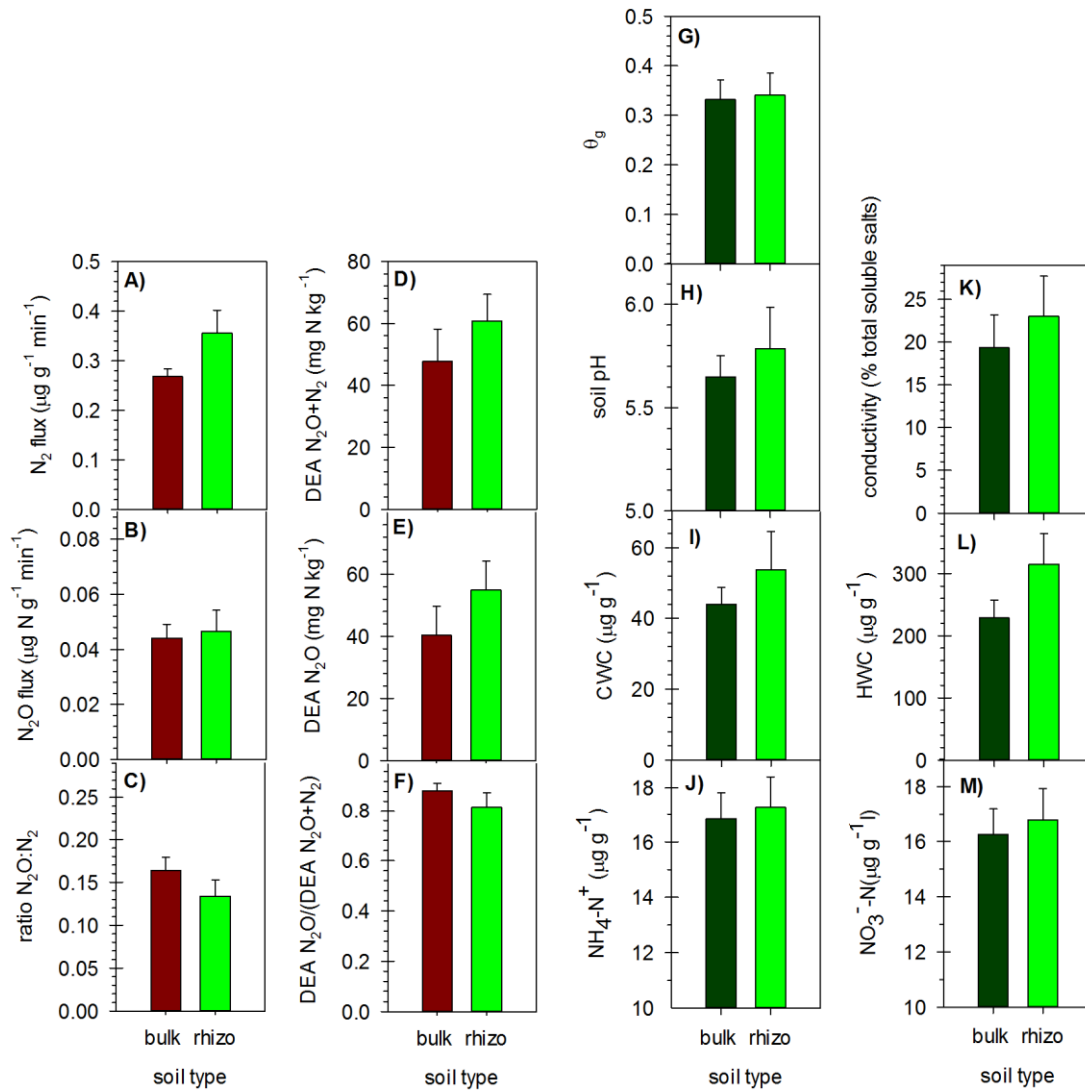 A)
N₂ flux (µg g⁻¹ min⁻¹)
0.5
0.4
0.3
0.2
0.1
0.0
B)
N₂O flux (µg N g⁻¹ min⁻¹)
0.08
0.06
0.04
0.02
0.00
C)
ratio N₂O:N₂
0.25
0.20
0.15
0.10
0.05
0.00
bulk rhizo
soil type
D)
DEA N₂O+N₂ (mg N kg⁻¹)
80
60
40
20
0
E)
DEA N₂O (mg N kg⁻¹)
60
40
20
0
F)
DEA N₂O/(DEA N₂O+N₂)
0.8
0.6
0.4
0.2
0.0
bulk rhizo
soil type
G)
θg
0.5
0.4
0.3
0.2
0.1
0.0
H)
soil pH
6.0
5.5
5.0
I)
CWC (µg g⁻¹)
60
40
20
0
J)
NH₄-N⁺ (µg g⁻¹)
18
16
14
12
10
bulk rhizo
soil type
K)
conductivity (% total soluble salts)
25
20
15
10
5
0
L)
HWC (µg g⁻¹)
300
200
100
0
M)
NO₃⁻-N(µg g⁻¹l)
18
16
14
12
10
bulk rhizo
soil type